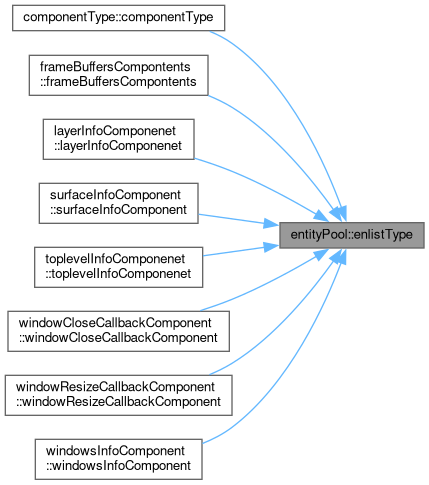 componentType::componentType
frameBuffersCompontents
::frameBuffersCompontents
layerInfoComponenet
::layerInfoComponenet
surfaceInfoComponent
::surfaceInfoComponent
entityPool::enlistType
toplevelInfoComponenet
::toplevelInfoComponenet
windowCloseCallbackComponent
::windowCloseCallbackComponent
windowResizeCallbackComponent
::windowResizeCallbackComponent
windowsInfoComponent
::windowsInfoComponent